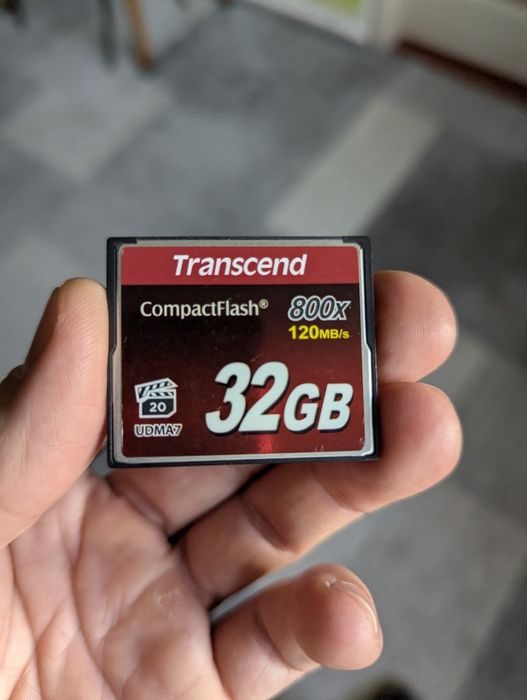 Transcend
CompactFlash® 800x
120MB/s
20
32GB
UDMA7